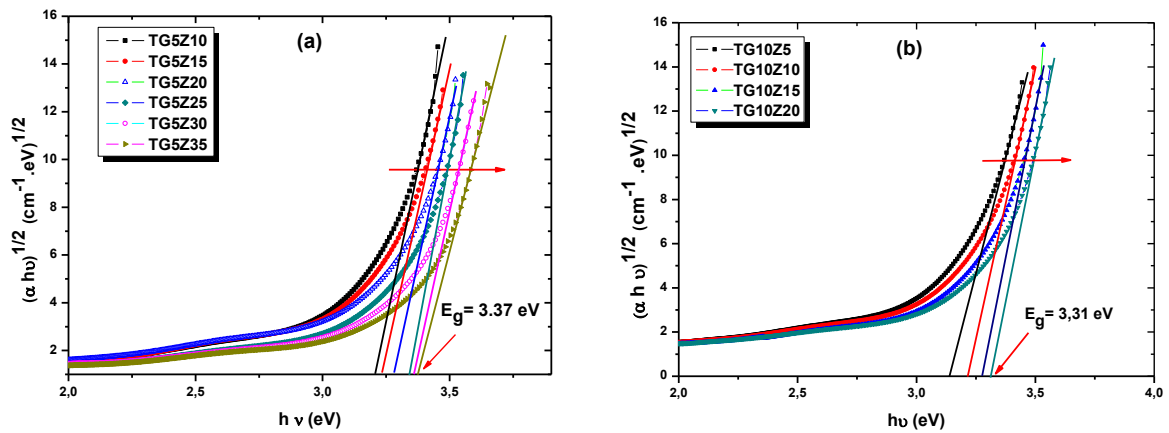 (a)
TG5Z10
TG5Z15
TG5Z20
TG5Z25
TG5Z30
TG5Z35
16
14
12
10
8
6
4
2
(α hυ)^1/2 (cm^-1 .eV)^1/2
E_g= 3.37 eV
2,0 2,5 3,0 3,5
h ν (eV)
(b)
TG10Z5
TG10Z10
TG10Z15
TG10Z20
16
14
12
10
8
6
4
2
0
(α h υ)^1/2 (cm^-1 .eV)^1/2
E_g= 3,31 eV
2,0 2,5 3,0 3,5 4,0
hυ (eV)